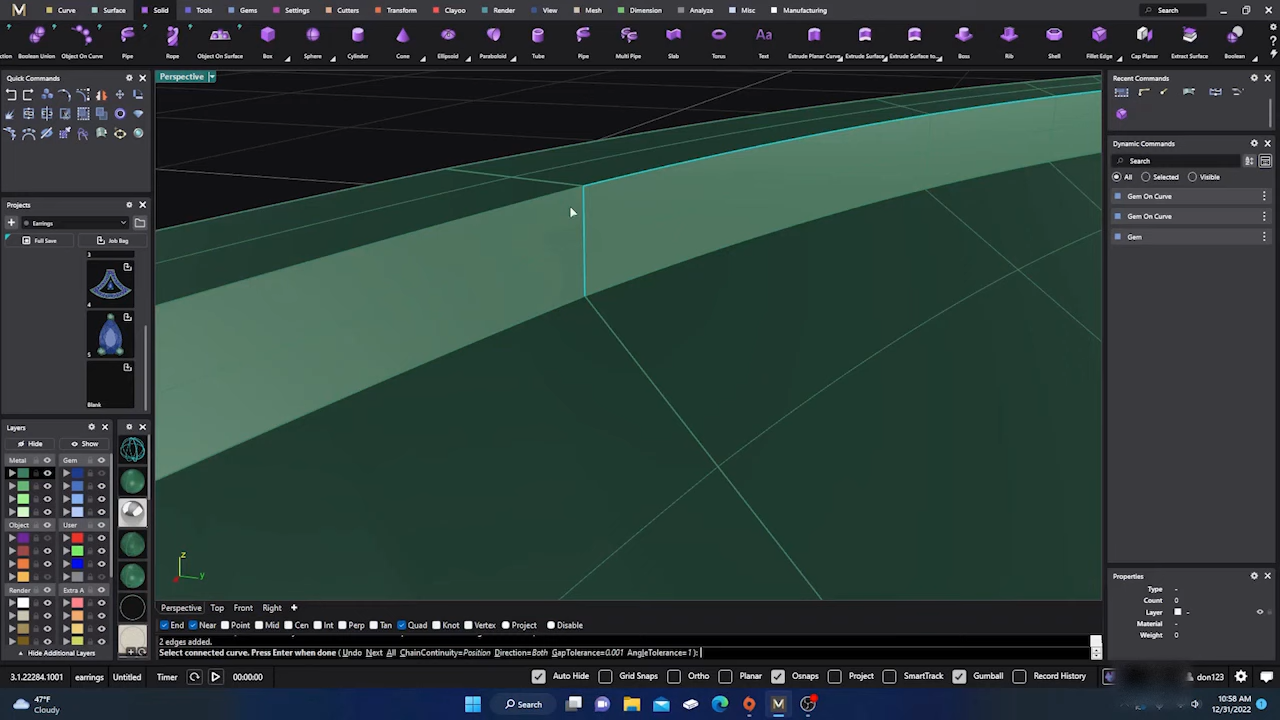 Curve Surface Solid Tools Gems Settings Cutters Transform Clayoo Render View Mesh Dimension Analyze Misc Manufacturing Search
ction Boolean Union Object On Curve Pipe Rope Object On Surface Box Sphere Cylinder Cone Ellipsoid Paraboloid Tube Pipe Multi Pipe Slab Torus Text Extrude Planar Curve Extrude Surface Extrude Surface to Boss Rib Shell Fillet Edge Cap Planar Extract Surface Boolean
Quick Commands
Perspective
Recent Commands
Dynamic Commands
Search
All Selected Visible
Gem On Curve
Gem On Curve
Gem
Projects
Earrings
Full Save Job Bag
3
4
5
Blank
Layers
Hide Show
Metal Gem
Object User
Render Extra A
Hide Additional Layers
z
y
Properties
Type -
Count 0
Layer -
Material -
Weight 0
Perspective Top Front Right
End Near Point Mid Cen Int Perp Tan Quad Knot Vertex Project Disable
2 edges added.
Select connected curve. Press Enter when done ( Undo Next All ChainContinuity=Position Direction=Both GapTolerance=0.001 AngleTolerance=1 ):
3.1.22284.1001 earrings Untitled Timer 00:00:00 Auto Hide Grid Snaps Ortho Planar Osnaps Project SmartTrack Gumball Record History don123
47°F
Cloudy
Search
10:58 AM
12/31/2022